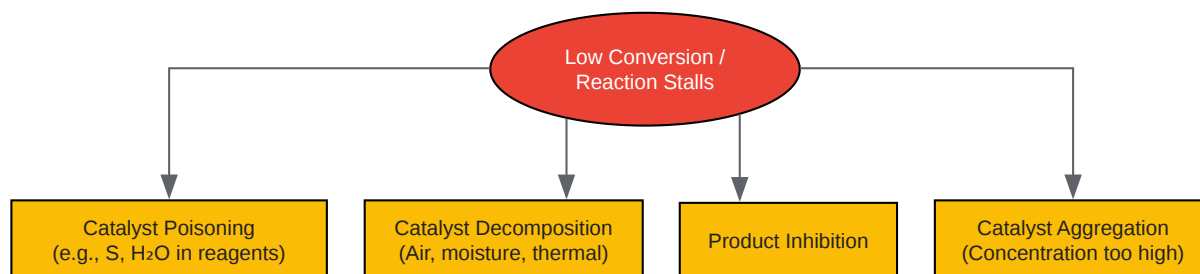 Low Conversion /
Reaction Stalls
Catalyst Poisoning
(e.g., S, H₂O in reagents)
Catalyst Decomposition
(Air, moisture, thermal)
Product Inhibition
Catalyst Aggregation
(Concentration too high)